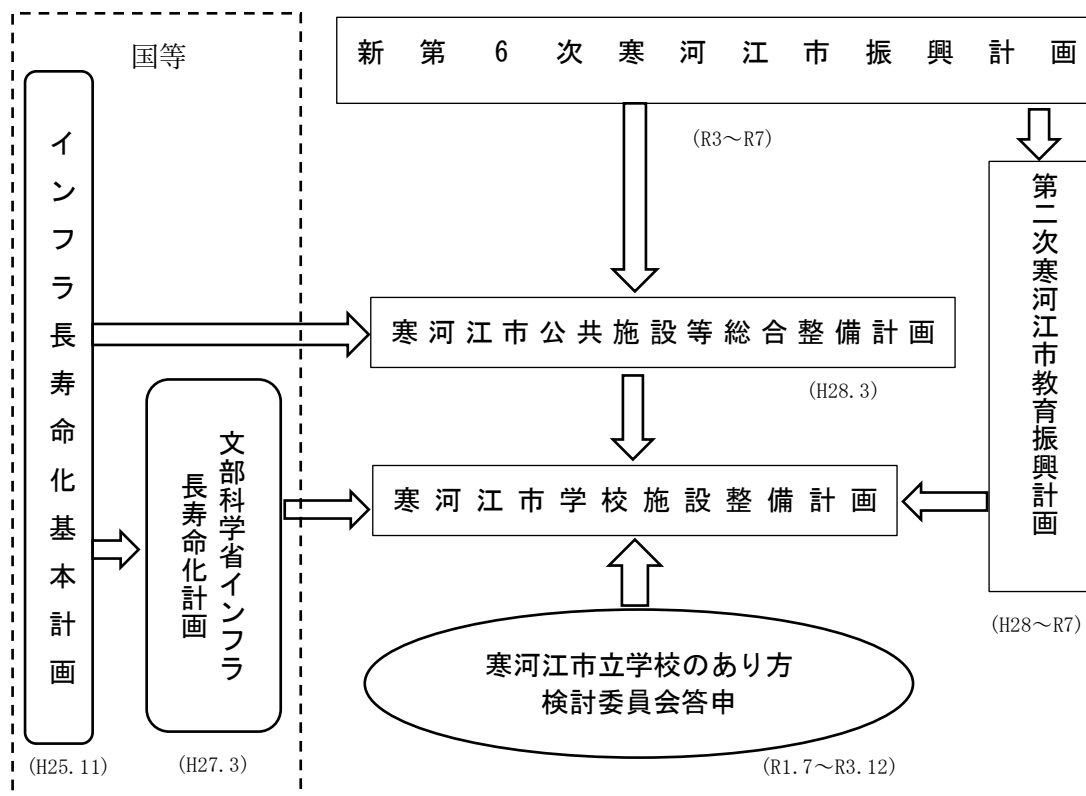 国等
新第6次寒河江市振興計画
(R3～R7)
インフラ長寿命化基本計画
(H25.11)
文部科学省インフラ
長寿命化計画
(H27.3)
寒河江市公共施設等総合整備計画
(H28.3)
寒河江市学校施設整備計画
第二次寒河江市教育振興計画
(H28～R7)
寒河江市立学校のあり方
検討委員会答申
(R1.7～R3.12)